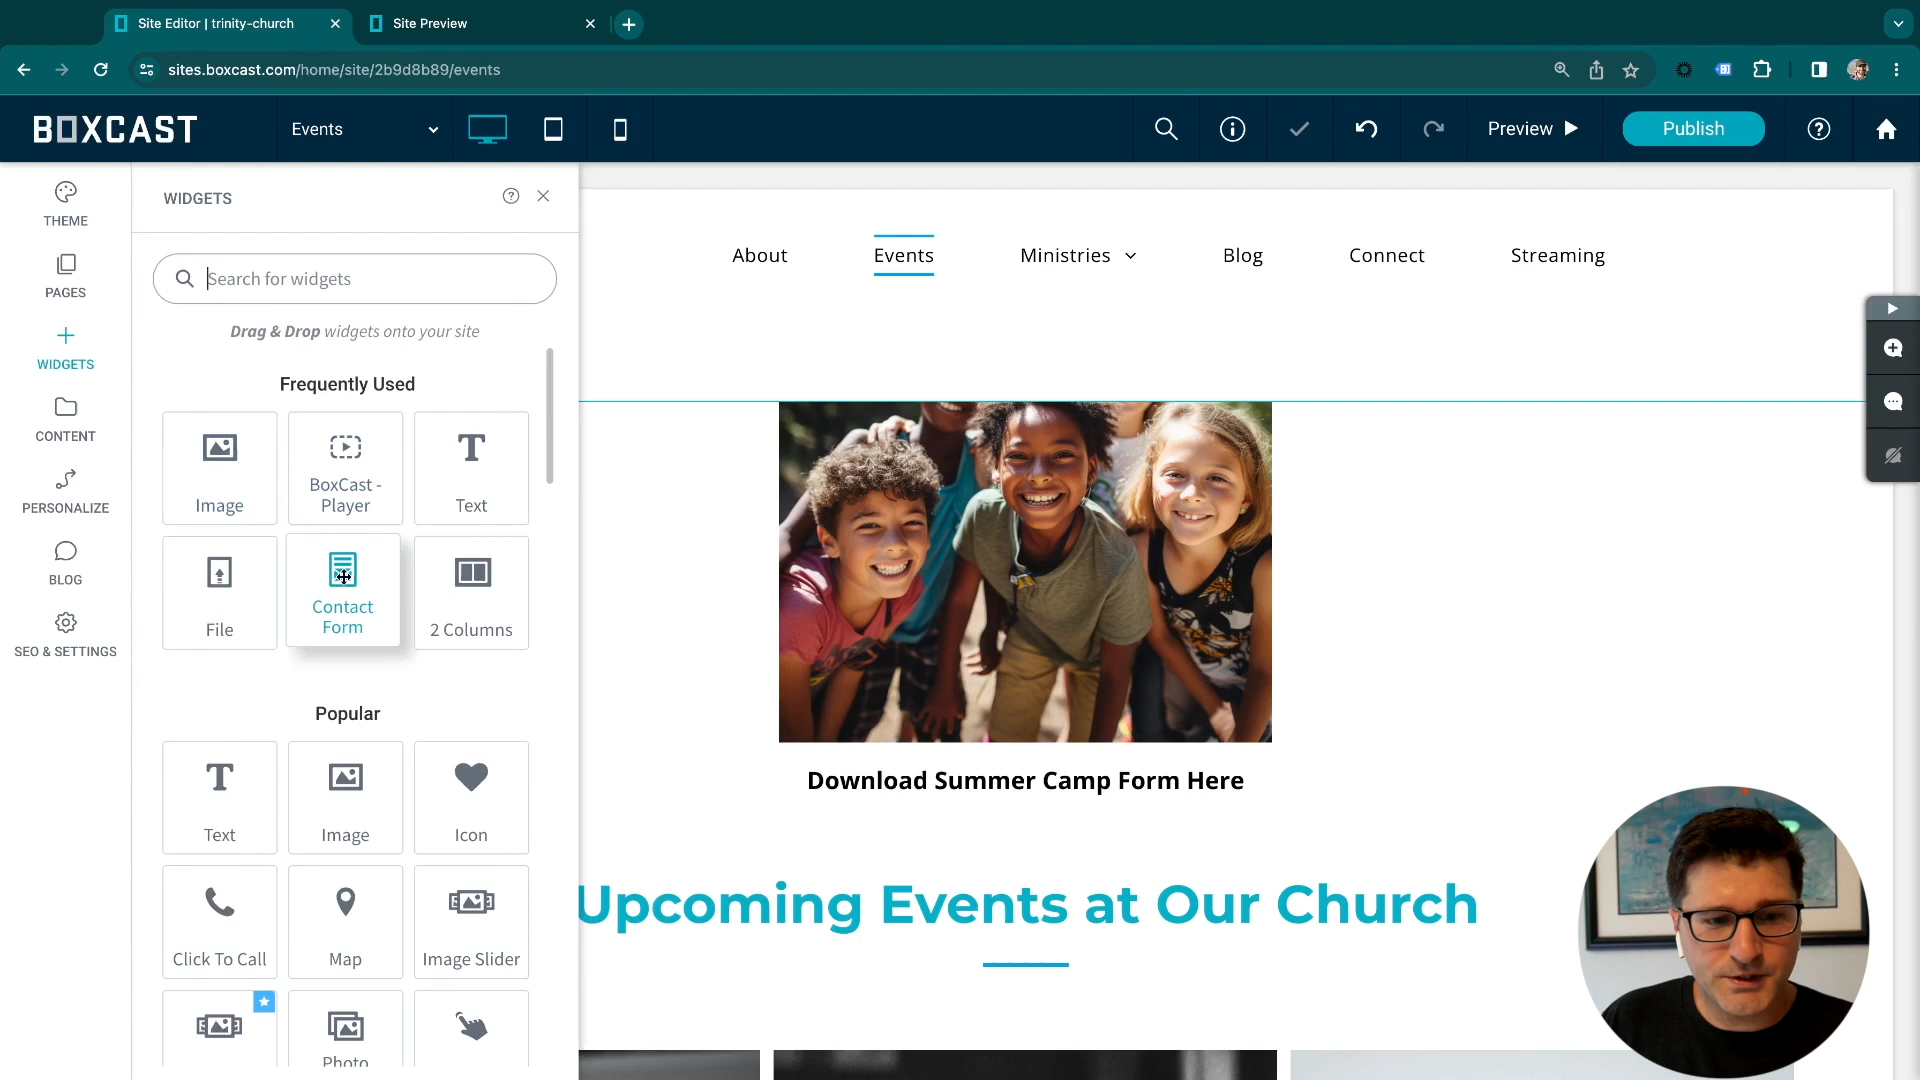 Site Editor | trinity-church
Site Preview
sites.boxcast.com/home/site/2b9d8b89/events
BOXCAST
Events
Preview
Publish
THEME
PAGES
WIDGETS
CONTENT
PERSONALIZE
BLOG
SEO & SETTINGS
WIDGETS
Search for widgets
Drag & Drop widgets onto your site
Frequently Used
Image
BoxCast -
Player
Text
File
Contact
Form
2 Columns
Popular
Text
Image
Icon
Click To Call
Map
Image Slider
Photo
About
Events
Ministries
Blog
Connect
Streaming
Download Summer Camp Form Here
Upcoming Events at Our Church